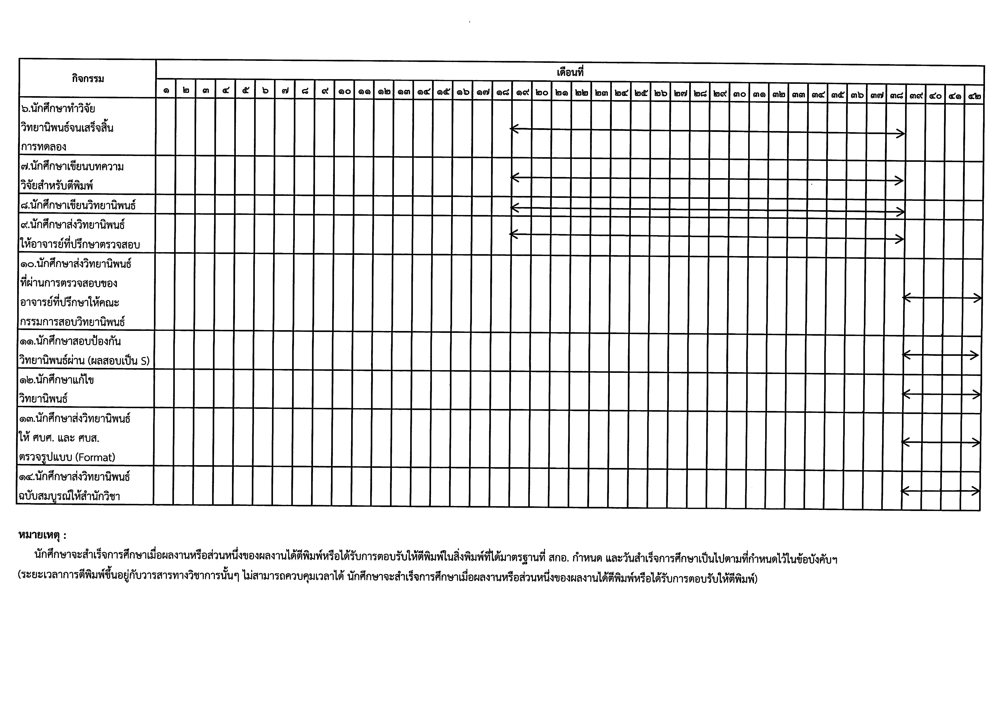 กิจกรรม
เดือนที่
๑ ๒ ๓ ๔ ๕ ๖ ๗ ๘ ๙ ๑๐ ๑๑ ๑๒ ๑๓ ๑๔ ๑๕ ๑๖ ๑๗ ๑๘ ๑๙ ๒๐ ๒๑ ๒๒ ๒๓ ๒๔ ๒๕ ๒๖ ๒๗ ๒๘ ๒๙ ๓๐ ๓๑ ๓๒ ๓๓ ๓๔ ๓๕ ๓๖ ๓๗ ๓๘ ๓๙ ๔๐ ๔๑ ๔๒
๖.นักศึกษาทำวิจัย
วิทยานิพนธ์จนเสร็จสิ้น
การทดลอง
๗.นักศึกษาเขียนบทความ
วิจัยสำหรับตีพิมพ์
๘.นักศึกษาเขียนวิทยานิพนธ์
๙.นักศึกษาส่งวิทยานิพนธ์
ให้อาจารย์ที่ปรึกษาตรวจสอบ
๑๐.นักศึกษาส่งวิทยานิพนธ์
ที่ผ่านการตรวจสอบของ
อาจารย์ที่ปรึกษาให้คณะ
กรรมการสอบวิทยานิพนธ์
๑๑.นักศึกษาสอบป้องกัน
วิทยานิพนธ์ผ่าน (ผลสอบเป็น S)
๑๒.นักศึกษาแก้ไข
วิทยานิพนธ์
๑๓.นักศึกษาส่งวิทยานิพนธ์
ให้ ศบศ. และ ศบส.
ตรวจรูปแบบ (Format)
๑๔.นักศึกษาส่งวิทยานิพนธ์
ฉบับสมบูรณ์ให้สำนักวิชา
หมายเหตุ :
นักศึกษาจะสำเร็จการศึกษาเมื่อผลงานหรือส่วนหนึ่งของผลงานได้ตีพิมพ์หรือได้รับการตอบรับให้ตีพิมพ์ในสิ่งพิมพ์ที่ได้มาตรฐานที่ สกอ. กำหนด และวันสำเร็จการศึกษาเป็นไปตามที่กำหนดไว้ในข้อบังคับฯ
(ระยะเวลาการตีพิมพ์ขึ้นอยู่กับวารสารทางวิชาการนั้นๆ ไม่สามารถควบคุมเวลาได้ นักศึกษาจะสำเร็จการศึกษาเมื่อผลงานหรือส่วนหนึ่งของผลงานได้ตีพิมพ์หรือได้รับการตอบรับให้ตีพิมพ์)